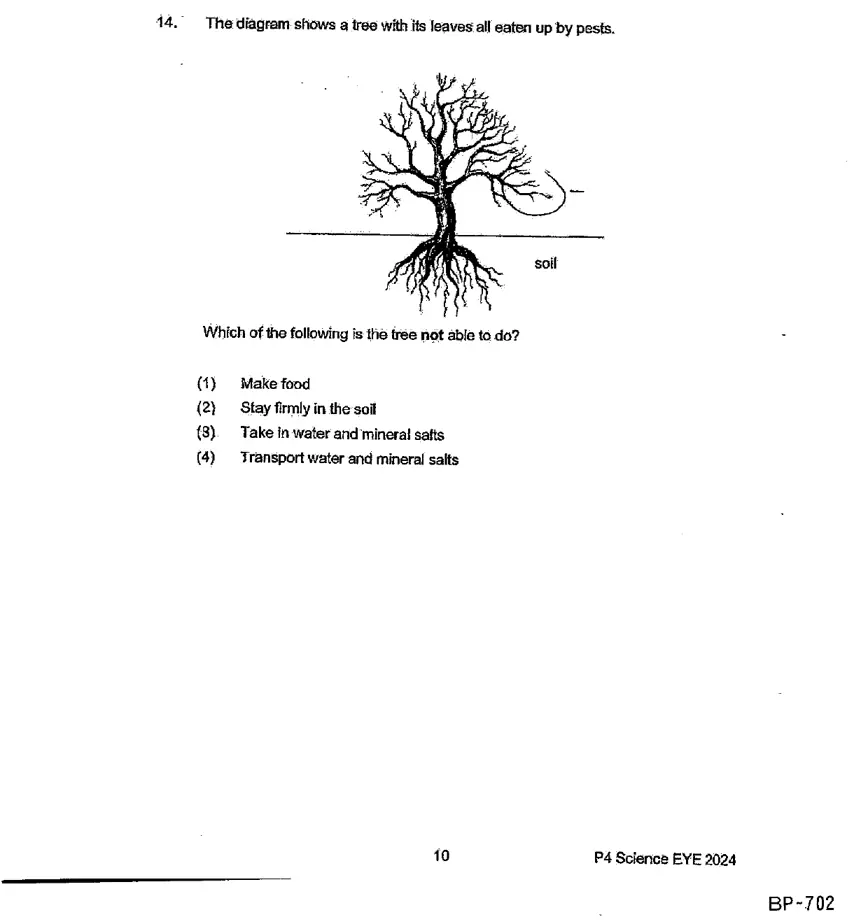 14. The diagram shows a tree with its leaves all eaten up by pests.
soil
Which of the following is the tree not able to do?
(1) Make food
(2) Stay firmly in the soil
(3) Take in water and mineral salts
(4) Transport water and mineral salts
10 P4 Science EYE 2024
BP-702